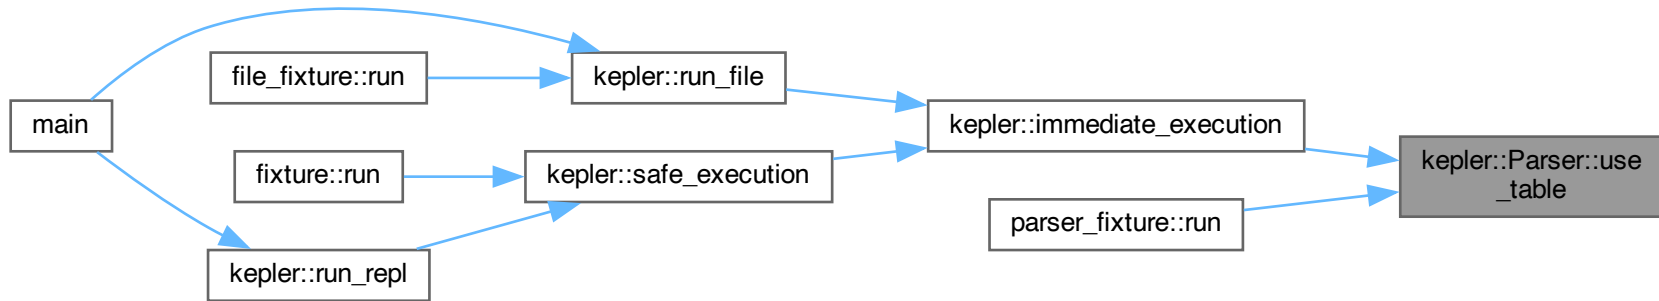 file_fixture::run
kepler::run_file
main
kepler::immediate_execution
kepler::Parser::use
_table
fixture::run
kepler::safe_execution
parser_fixture::run
kepler::run_repl